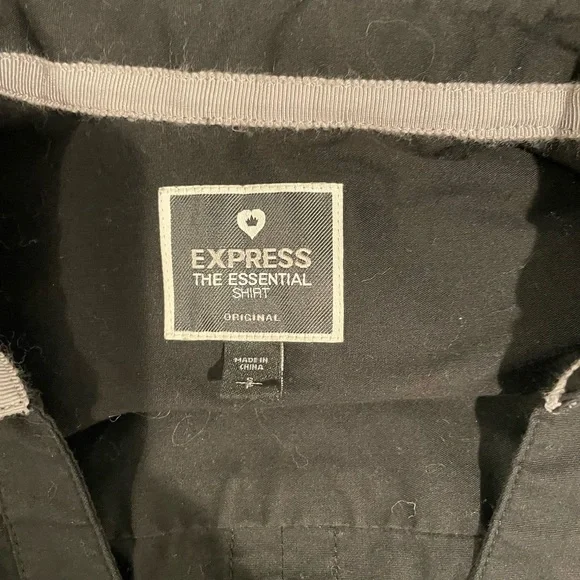 EXPRESS
THE ESSENTIAL
SHIRT
ORIGINAL
MADE IN
CHINA